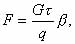 F = Gτ/q β,